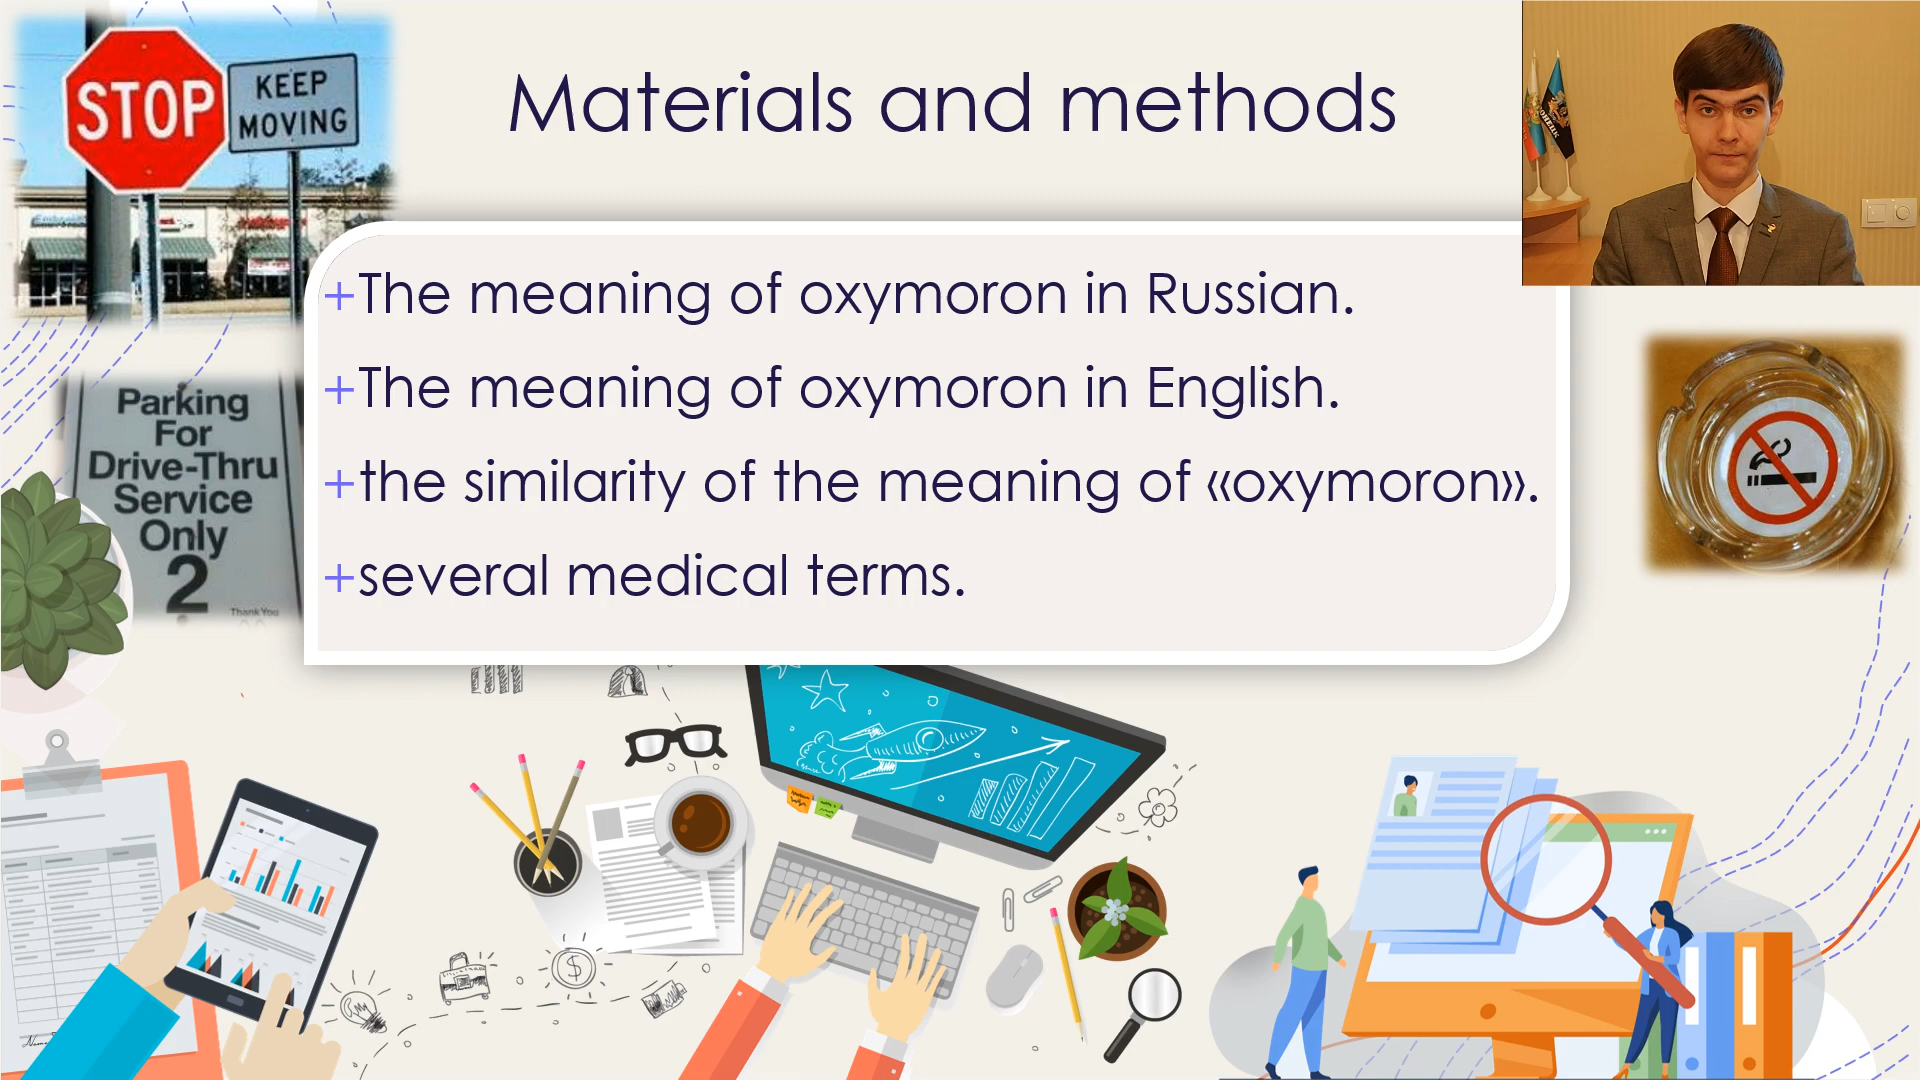 STOP
KEEP
MOVING
Materials and methods
+The meaning of oxymoron in Russian.
+The meaning of oxymoron in English.
+the similarity of the meaning of «oxymoron».
+several medical terms.
Parking
For
Drive-Thru
Service
Only
2
Thank You